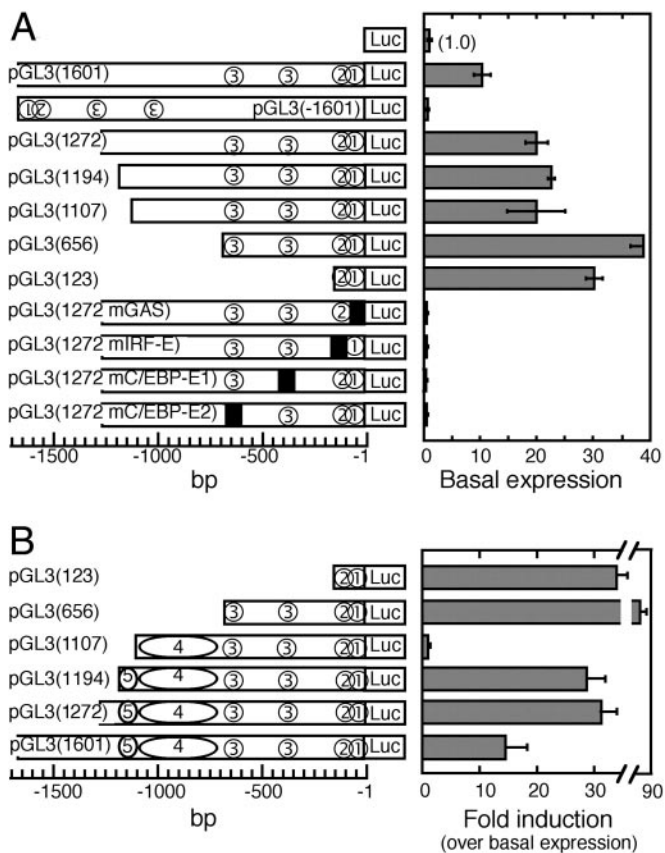 A
Luc (1.0)
pGL3(1601) 3 3 2 1 Luc
1 2 3 3 pGL3(-1601) Luc
pGL3(1272) 3 3 2 1 Luc
pGL3(1194) 3 3 2 1 Luc
pGL3(1107) 3 3 2 1 Luc
pGL3(656) 3 3 2 1 Luc
pGL3(123) 2 1 Luc
pGL3(1272 mGAS) 3 3 2 Luc
pGL3(1272 mIRF-E) 3 3 1 Luc
pGL3(1272 mC/EBP-E1) 3 2 1 Luc
pGL3(1272 mC/EBP-E2) 3 2 1 Luc
-1500 -1000 -500 -1
bp
0 10 20 30 40
Basal expression
B
pGL3(123) 2 1 Luc
pGL3(656) 3 3 2 1 Luc
pGL3(1107) 4 3 3 2 1 Luc
pGL3(1194) 5 4 3 3 2 1 Luc
pGL3(1272) 5 4 3 3 2 1 Luc
pGL3(1601) 5 4 3 3 2 1 Luc
-1500 -1000 -500 -1
bp
0 10 20 30 90
Fold induction
(over basal expression)